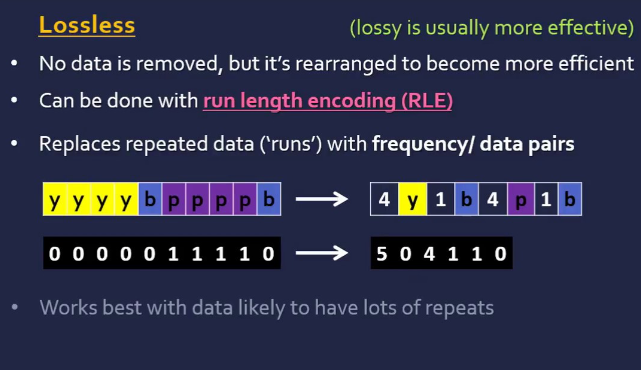 Lossless
(lossy is usually more effective)
• No data is removed, but it's rearranged to become more efficient
• Can be done with run length encoding (RLE)
• Replaces repeated data ('runs') with frequency/ data pairs
y y y y b p p p p b 4 y 1 b 4 p 1 b
0 0 0 0 0 1 1 1 1 0 5 0 4 1 1 0
• Works best with data likely to have lots of repeats